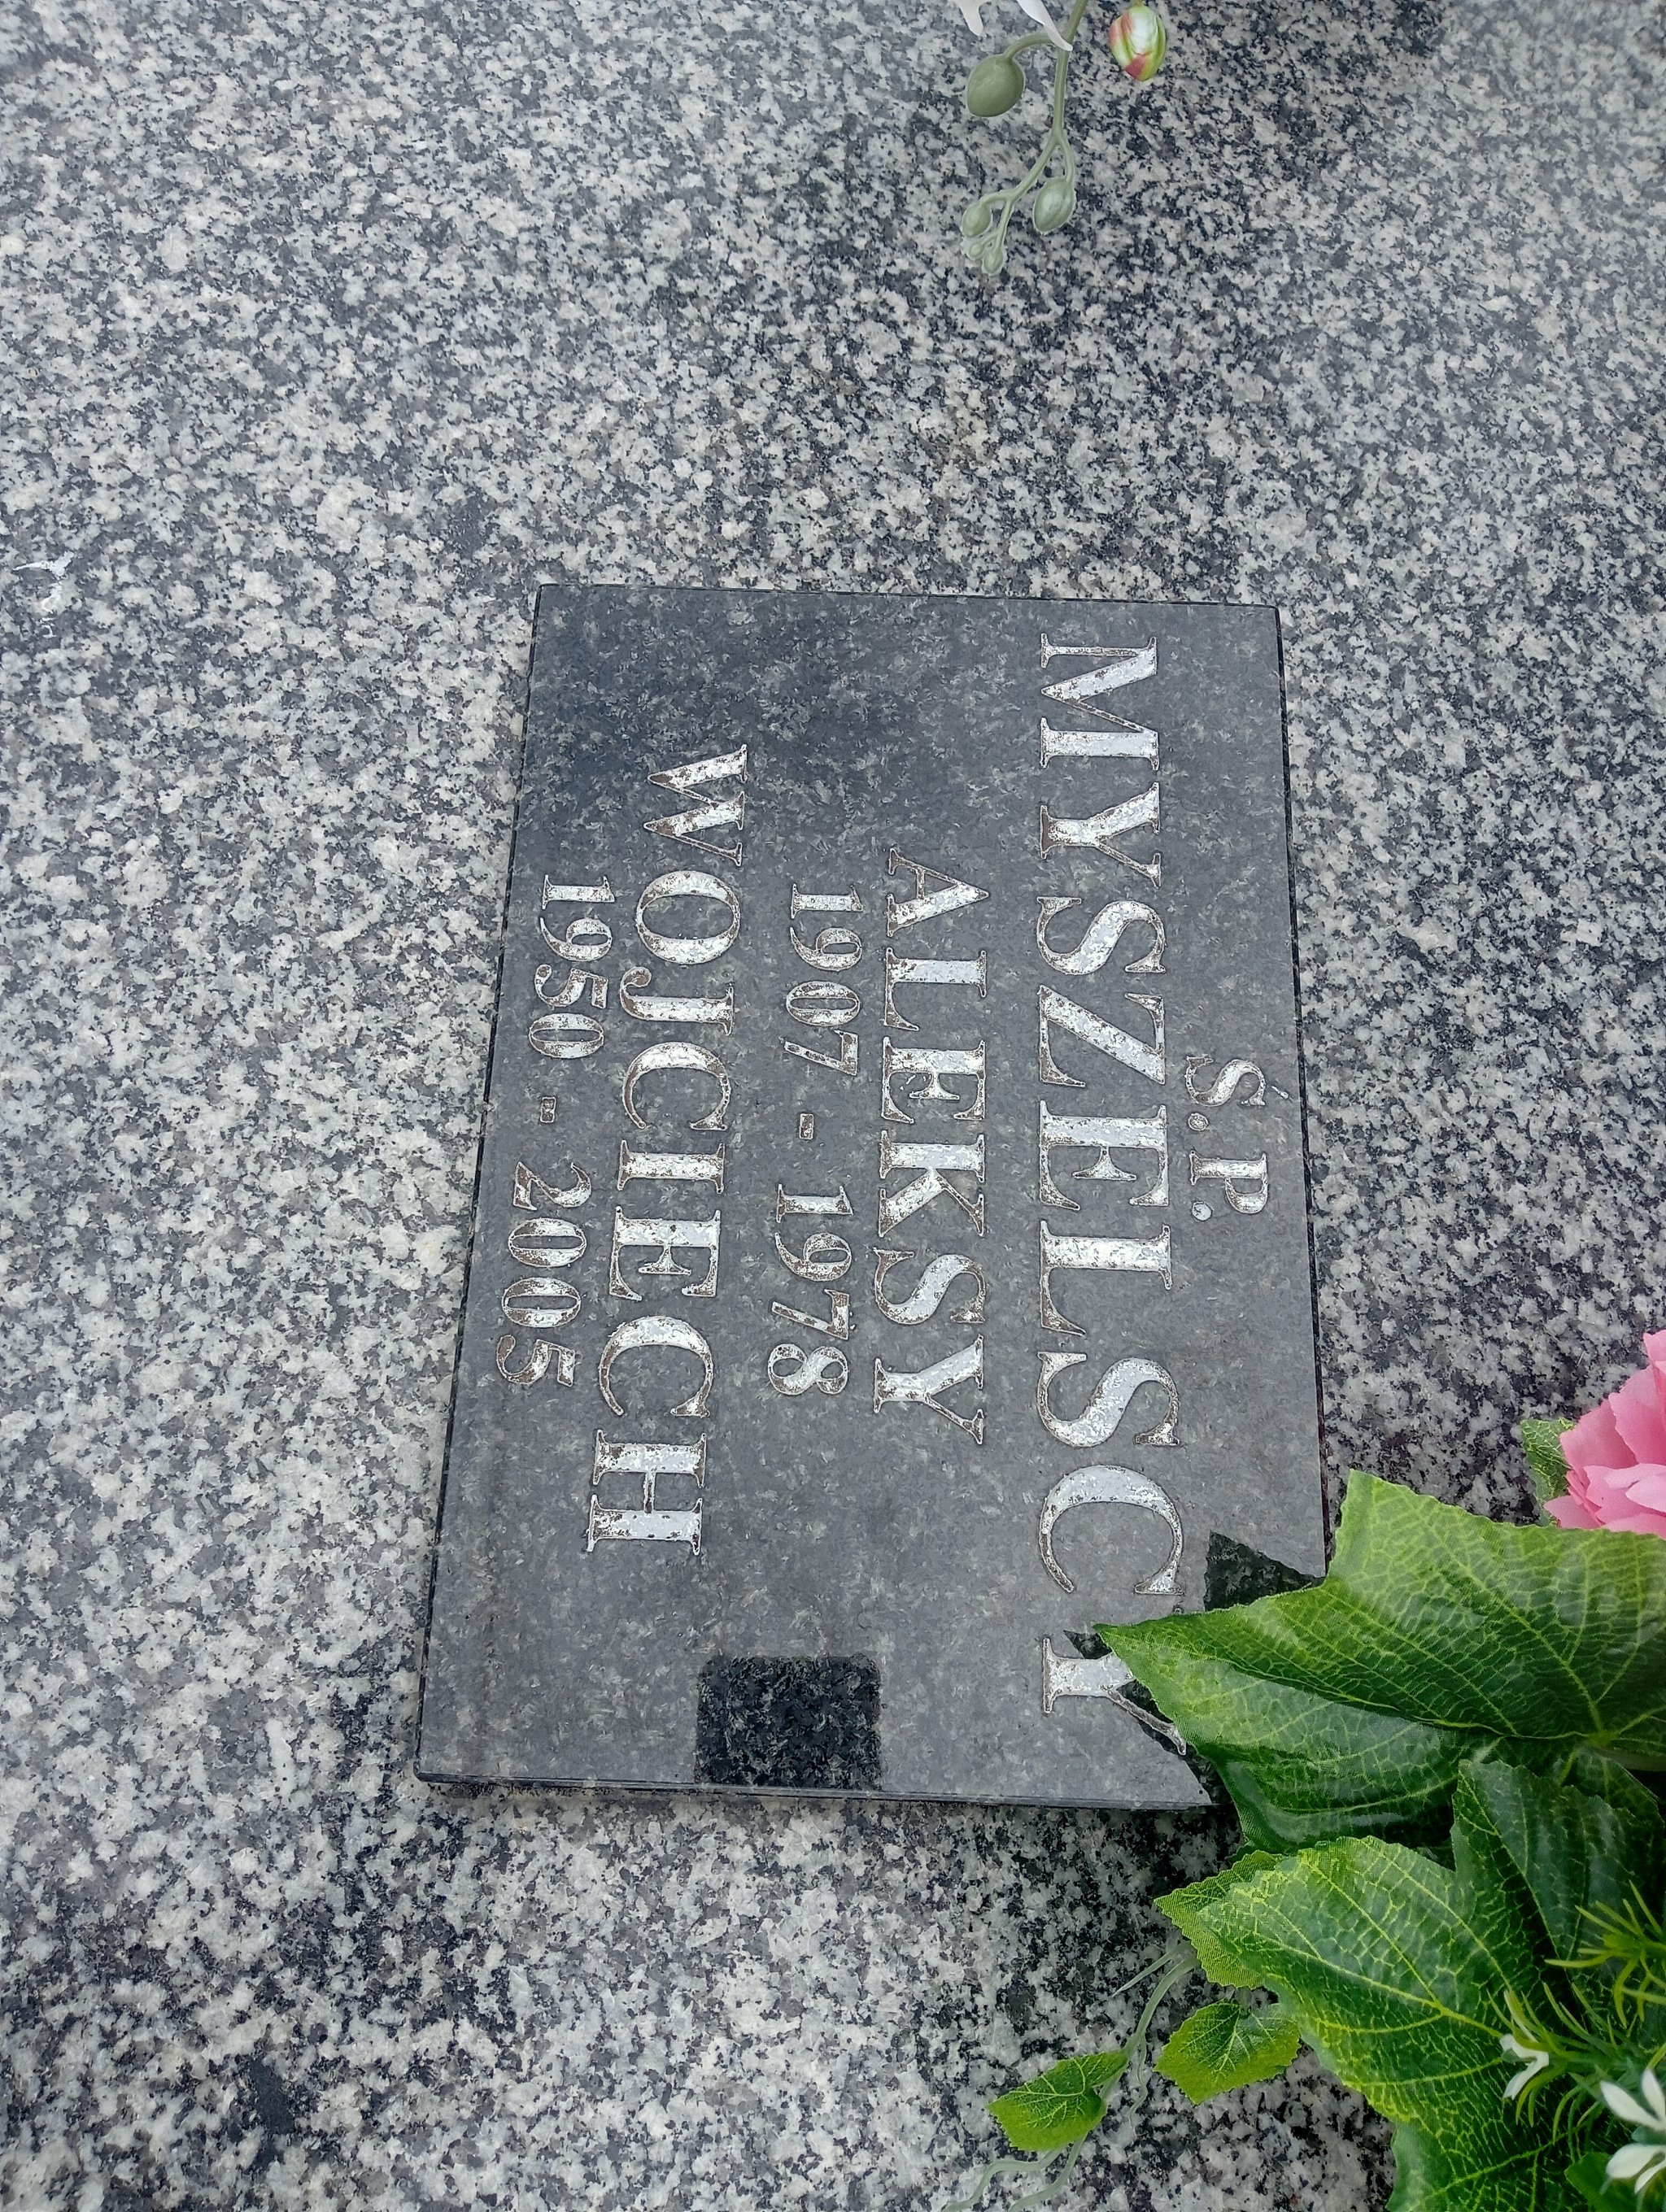 Ś.P.
MYSZELSCY
ALEKSY
1907 - 1978
WOJCIECH
1950 - 2005